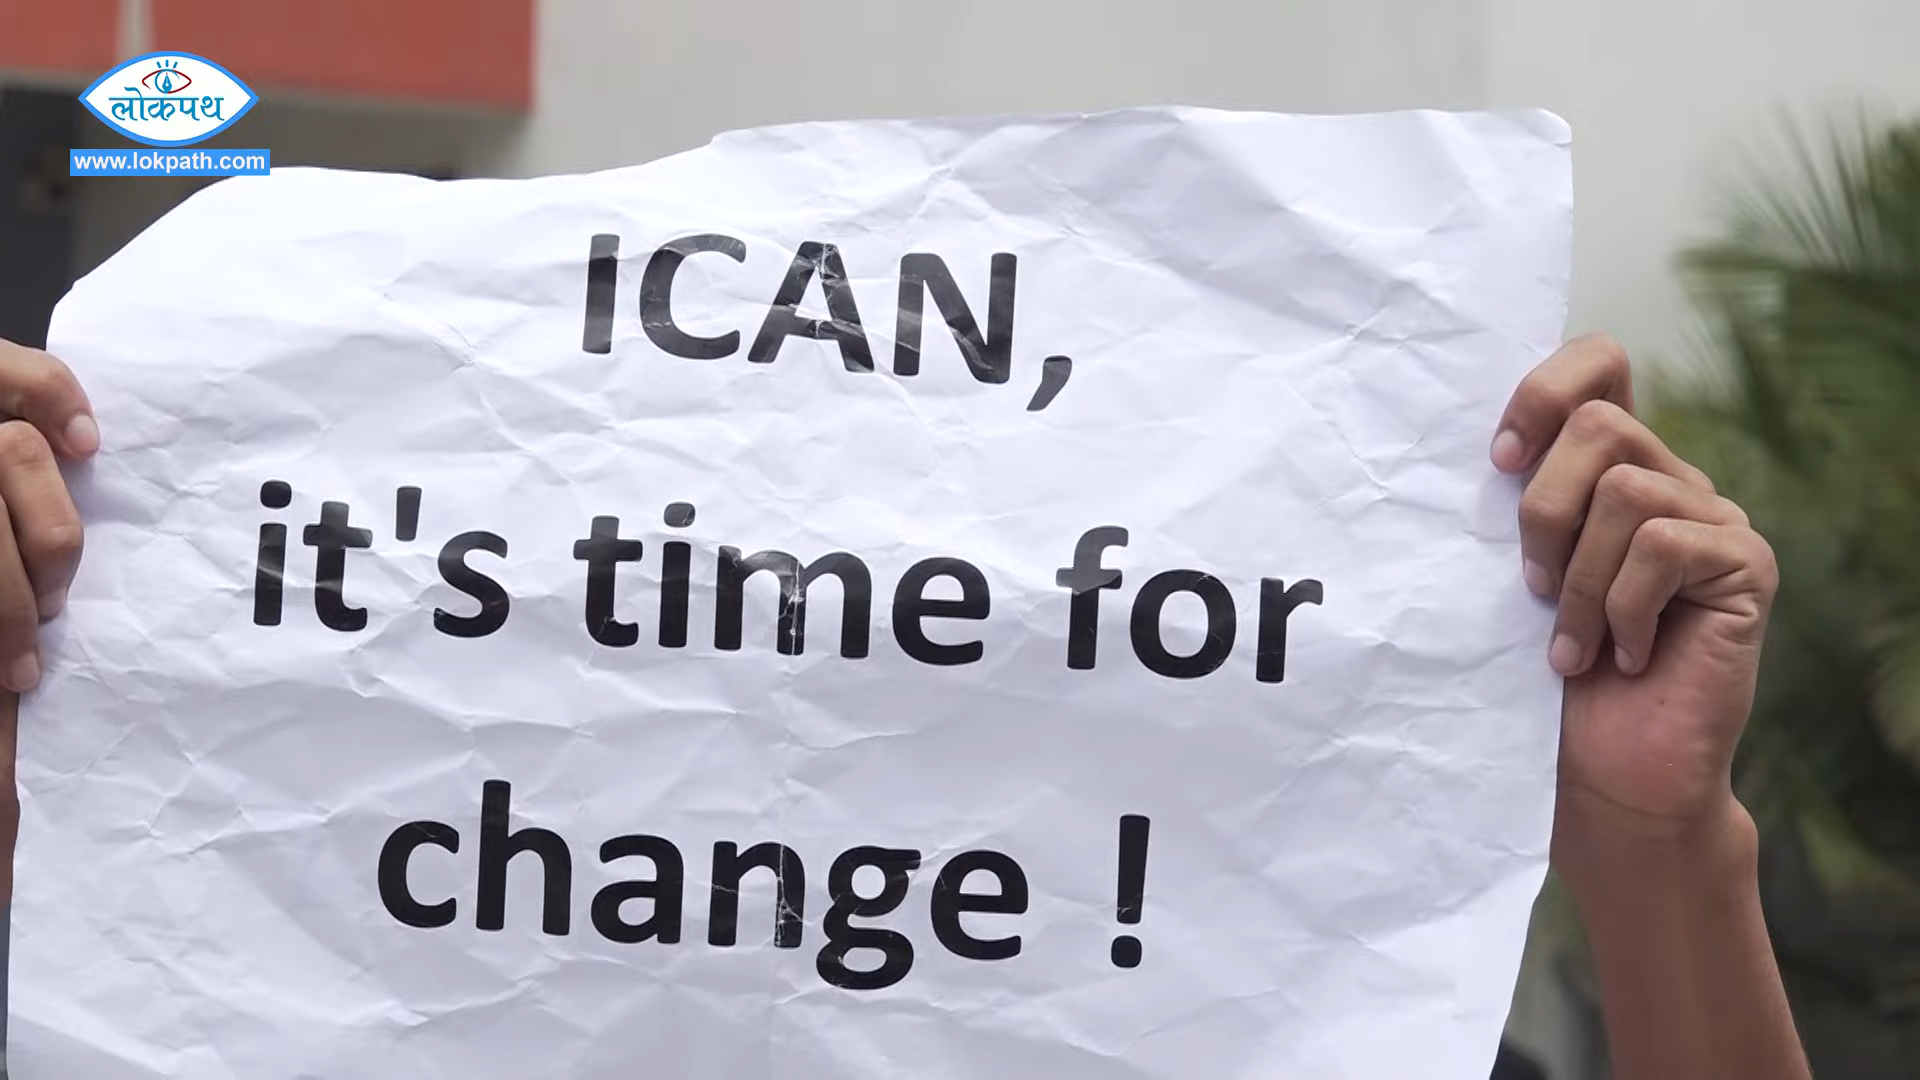 लोकपथ
www.lokpath.com
ICAN,
it's time for
change !